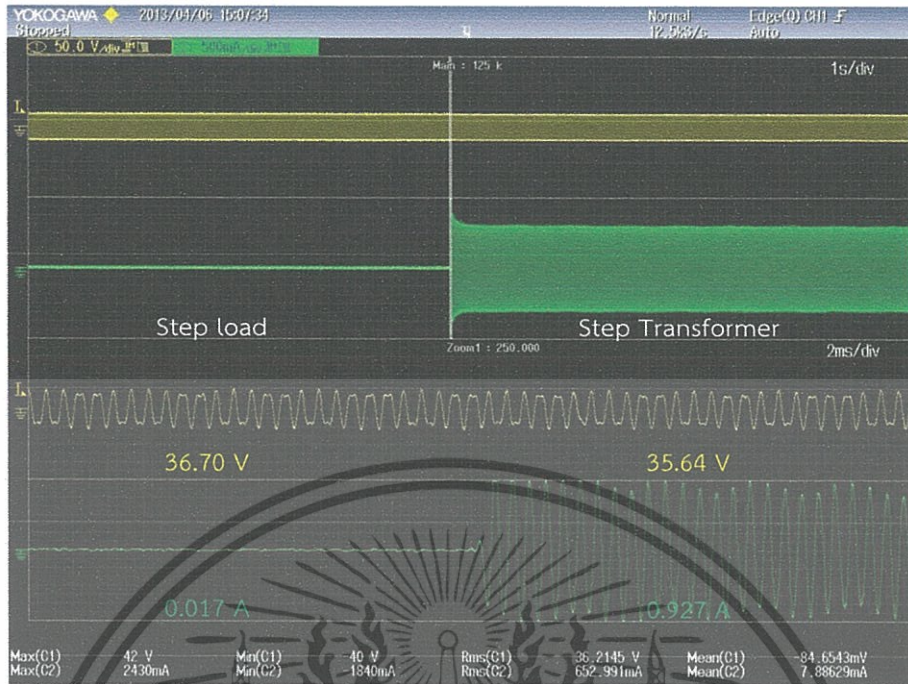 YOKOGAWA 2013/04/06 15:07:34 Normal Edge(Q) CH1
Stopped 12.5kS/s Auto
50.0 V/div 500mA
Main : 125 k 1s/div
Step load Step Transformer
Zoom1 : 250.000 2ms/div
36.70 V 35.64 V
0.017 A 0.927 A
Max(C1) 42 V Min(C1) -40 V Rms(C1) 36.2145 V Mean(C1) -84.6543mV
Max(C2) 2430mA Min(C2) -1840mA Rms(C2) 652.991mA Mean(C2) 7.88629mA